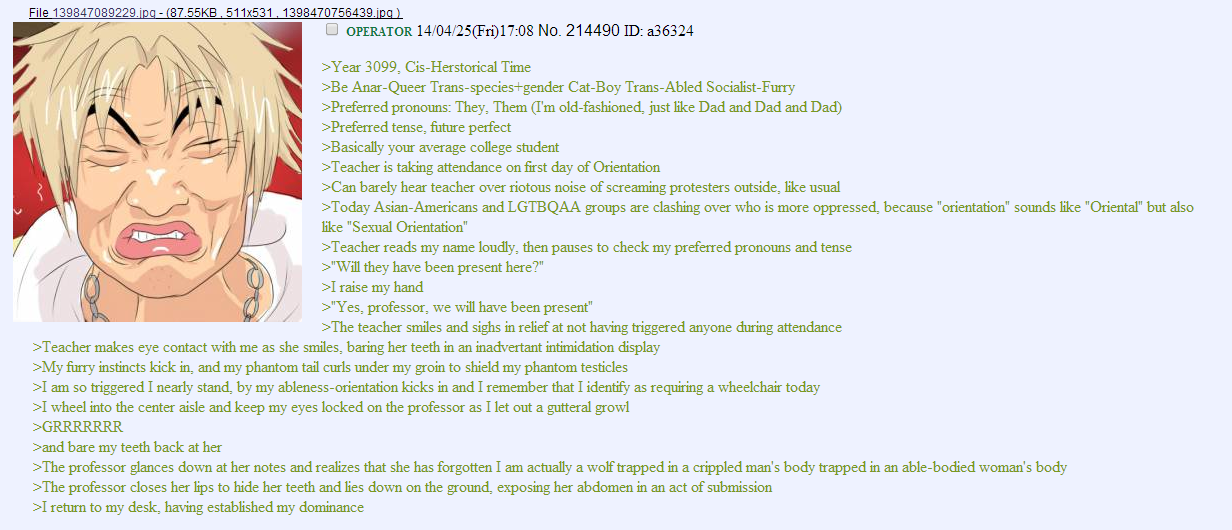 File 139847089229.jpg - (87.55KB , 511x531 , 1398470756439.jpg )
OPERATOR 14/04/25(Fri)17:08 No. 214490 ID: a36324
>Year 3099, Cis-Herstorical Time
>Be Anar-Queer Trans-species+gender Cat-Boy Trans-Abled Socialist-Furry
>Preferred pronouns: They, Them (I'm old-fashioned, just like Dad and Dad and Dad)
>Preferred tense, future perfect
>Basically your average college student
>Teacher is taking attendance on first day of Orientation
>Can barely hear teacher over riotous noise of screaming protesters outside, like usual
>Today Asian-Americans and LGTBQAA groups are clashing over who is more oppressed, because "orientation" sounds like "Oriental" but also
like "Sexual Orientation"
>Teacher reads my name loudly, then pauses to check my preferred pronouns and tense
>"Will they have been present here?"
>I raise my hand
>"Yes, professor, we will have been present"
>The teacher smiles and sighs in relief at not having triggered anyone during attendance
>Teacher makes eye contact with me as she smiles, baring her teeth in an inadvertant intimidation display
>My furry instincts kick in, and my phantom tail curls under my groin to shield my phantom testicles
>I am so triggered I nearly stand, by my ableness-orientation kicks in and I remember that I identify as requiring a wheelchair today
>I wheel into the center aisle and keep my eyes locked on the professor as I let out a gutteral growl
>GRRRRRRR
>and bare my teeth back at her
>The professor glances down at her notes and realizes that she has forgotten I am actually a wolf trapped in a crippled man's body trapped in an able-bodied woman's body
>The professor closes her lips to hide her teeth and lies down on the ground, exposing her abdomen in an act of submission
>I return to my desk, having established my dominance